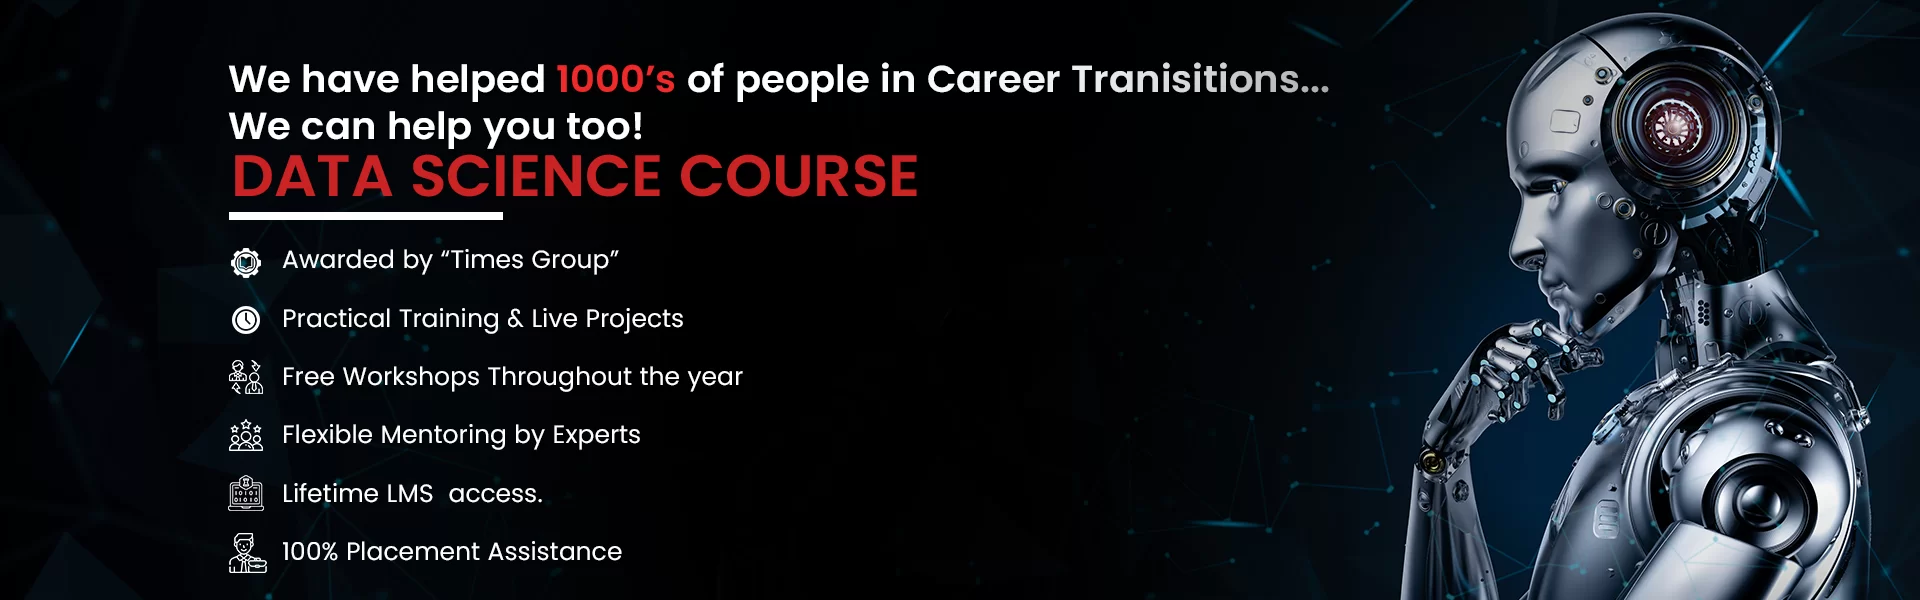 We have helped 1000’s of people in Career Tranisitions...
We can help you too!
DATA SCIENCE COURSE
Awarded by “Times Group”
Practical Training & Live Projects
Free Workshops Throughout the year
Flexible Mentoring by Experts
Lifetime LMS  access.
100% Placement Assistance